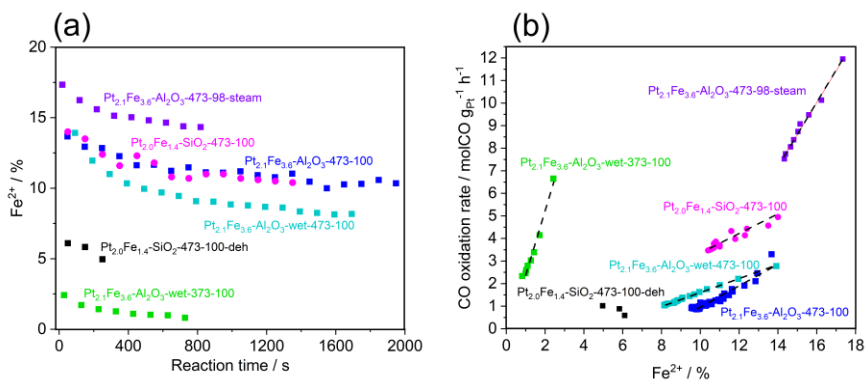 (a)
20
15
10
5
0
Fe²⁺ / %
0 400 800 1200 1600 2000
Reaction time / s
Pt₂.₁Fe₃.₆-Al₂O₃-473-98-steam
Pt₂.₀Fe₁.₄-SiO₂-473-100
Pt₂.₁Fe₃.₆-Al₂O₃-473-100
Pt₂.₁Fe₃.₆-Al₂O₃-wet-473-100
Pt₂.₀Fe₁.₄-SiO₂-473-100-deh
Pt₂.₁Fe₃.₆-Al₂O₃-wet-373-100
(b)
12
11
10
9
8
7
6
5
4
3
2
1
0
CO oxidation rate / molCO g_Pt⁻¹ h⁻¹
0 2 4 6 8 10 12 14 16 18
Fe²⁺ / %
Pt₂.₁Fe₃.₆-Al₂O₃-473-98-steam
Pt₂.₁Fe₃.₆-Al₂O₃-wet-373-100
Pt₂.₀Fe₁.₄-SiO₂-473-100
Pt₂.₁Fe₃.₆-Al₂O₃-wet-473-100
Pt₂.₀Fe₁.₄-SiO₂-473-100-deh
Pt₂.₁Fe₃.₆-Al₂O₃-473-100